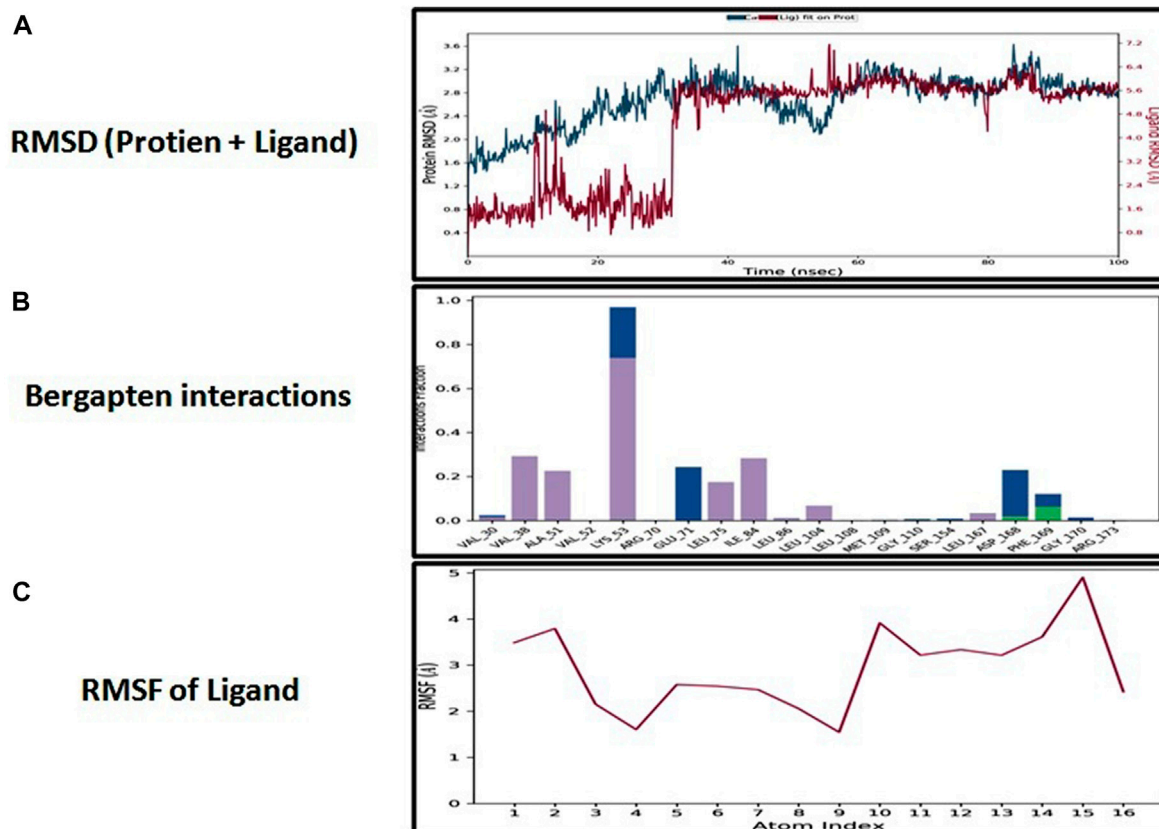 A
RMSD (Protien + Ligand)
(Lig) fit on Prot
Protein RMSD (Å)
3.6
3.2
2.8
2.4
2.0
1.6
1.2
0.8
0.4
7.2
6.4
5.6
4.8
4.0
3.2
2.4
1.6
0.8
Ligand RMSD (Å)
0 20 40 60 80 100
Time (nsec)
B
Bergapten interactions
Interactions Fraction
1.0
0.8
0.6
0.4
0.2
0.0
VAL_30 VAL_38 ALA_51 VAL_52 LYS_53 ARG_70 GLU_71 LEU_75 ILE_84 LEU_86 LEU_104 LEU_108 MET_109 GLY_110 SER_154 LEU_167 ASP_168 PHE_169 GLY_170 ARG_173
C
RMSF of Ligand
RMSF (Å)
5
4
3
2
1
0
1 2 3 4 5 6 7 8 9 10 11 12 13 14 15 16
Atom Index